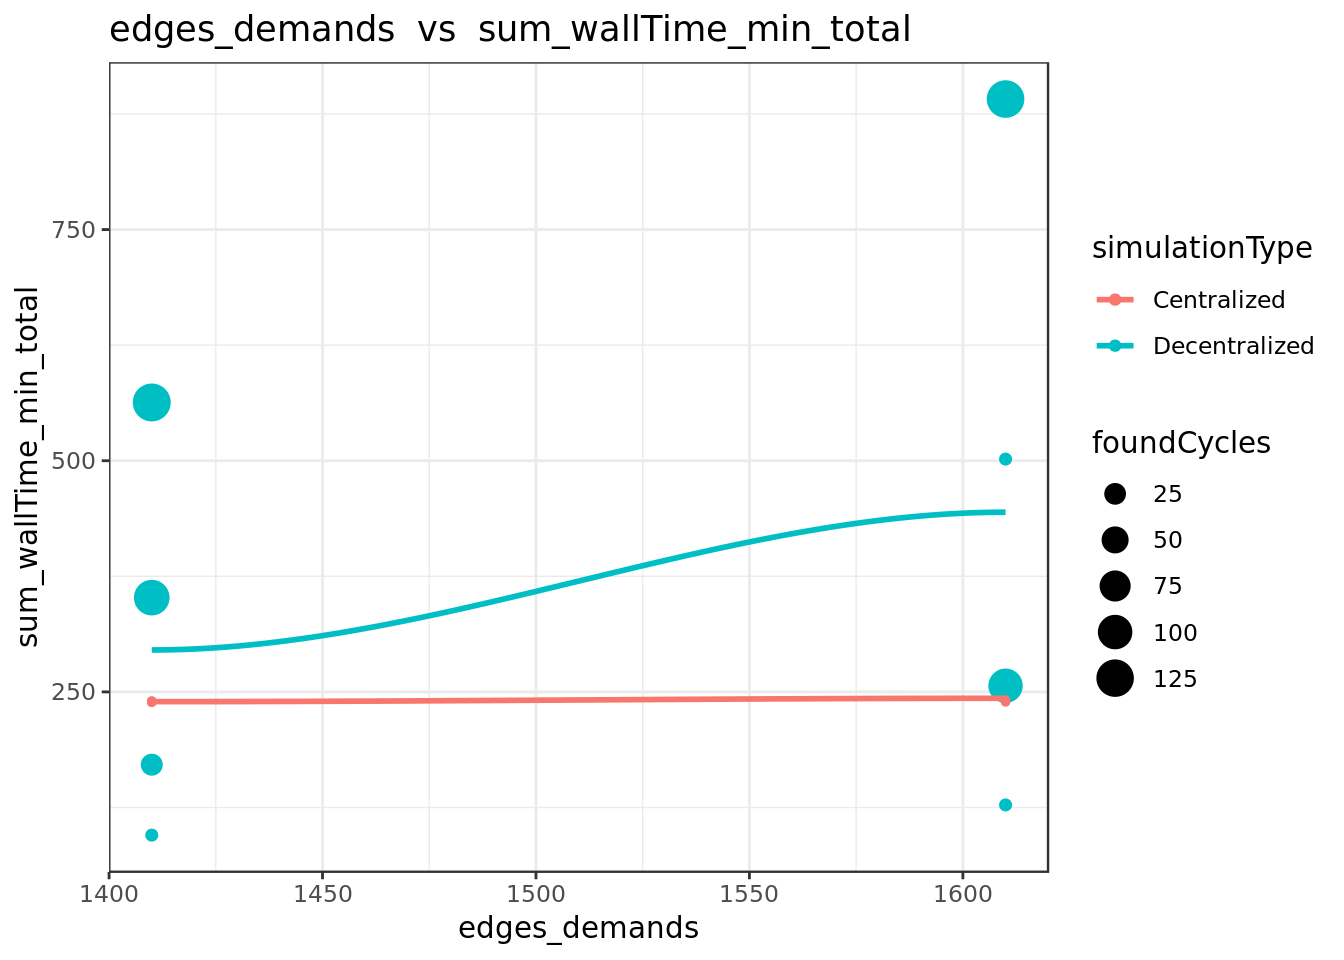 edges_demands  vs  sum_wallTime_min_total
sum_wallTime_min_total
750
500
250
1400
1450
1500
1550
1600
edges_demands
simulationType
Centralized
Decentralized
foundCycles
25
50
75
100
125